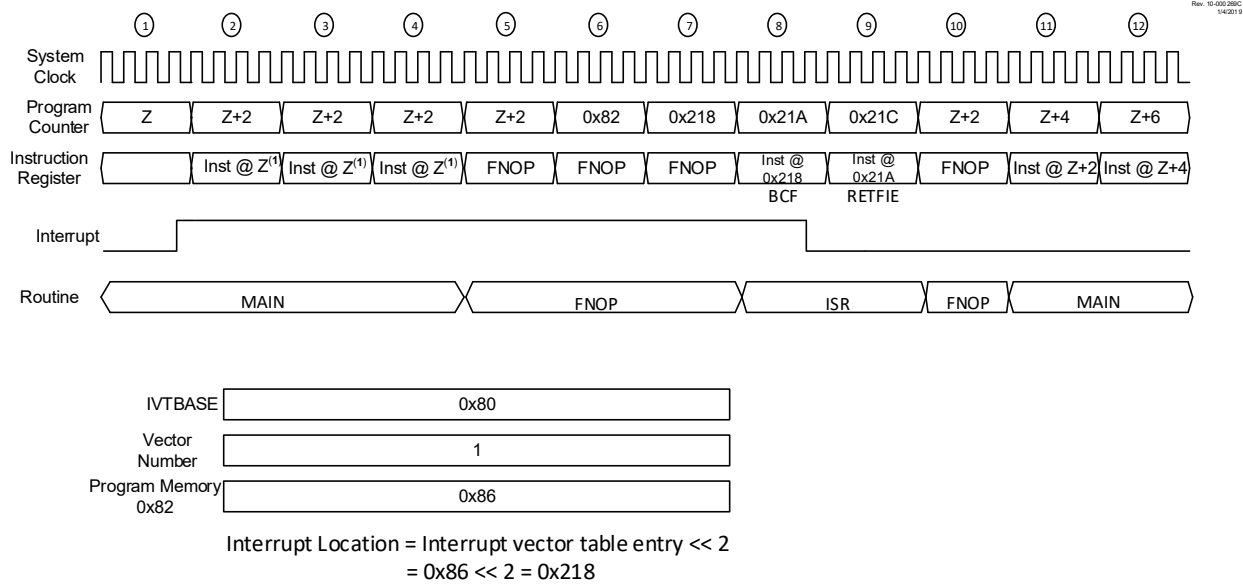 Rev. 10-000269C
1/4/2019
1 2 3 4 5 6 7 8 9 10 11 12
System
Clock
Program
Counter
Z Z+2 Z+2 Z+2 Z+2 0x82 0x218 0x21A 0x21C Z+2 Z+4 Z+6
Instruction
Register
Inst @ Z(1) Inst @ Z(1) Inst @ Z(1) FNOP FNOP FNOP Inst @ 0x218 Inst @ 0x21A FNOP Inst @ Z+2 Inst @ Z+4
BCF RETFIE
Interrupt
Routine
MAIN FNOP ISR FNOP MAIN
IVTBASE 0x80
Vector
Number
1
Program Memory
0x82
0x86
Interrupt Location = Interrupt vector table entry << 2
= 0x86 << 2 = 0x218